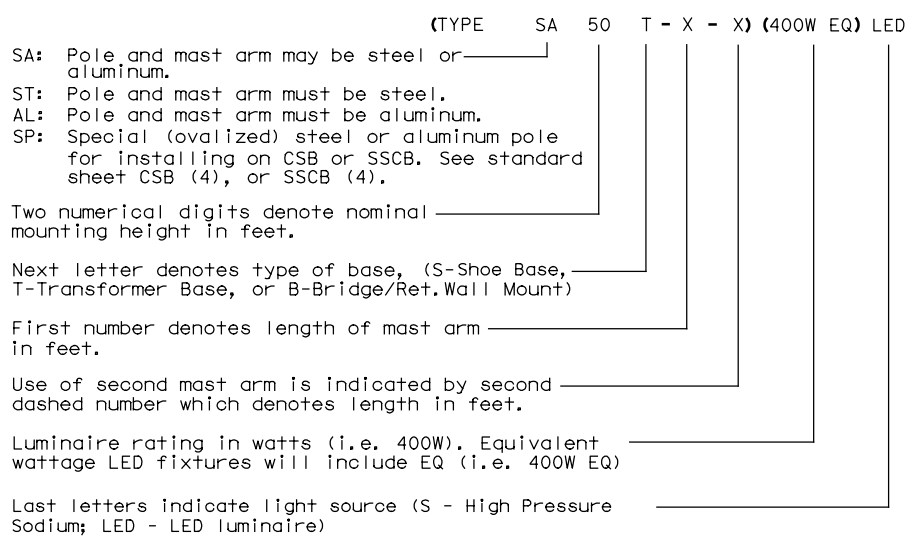 (TYPE SA 50 T - X - X) (400W EQ) LED
SA: Pole and mast arm may be steel or
aluminum.
ST: Pole and mast arm must be steel.
AL: Pole and mast arm must be aluminum.
SP: Special (ovalized) steel or aluminum pole
for installing on CSB or SSCB. See standard
sheet CSB (4), or SSCB (4).
Two numerical digits denote nominal
mounting height in feet.
Next letter denotes type of base, (S-Shoe Base,
T-Transformer Base, or B-Bridge/Ret.Wall Mount)
First number denotes length of mast arm
in feet.
Use of second mast arm is indicated by second
dashed number which denotes length in feet.
Luminaire rating in watts (i.e. 400W). Equivalent
wattage LED fixtures will include EQ (i.e. 400W EQ)
Last letters indicate light source (S - High Pressure
Sodium; LED - LED luminaire)